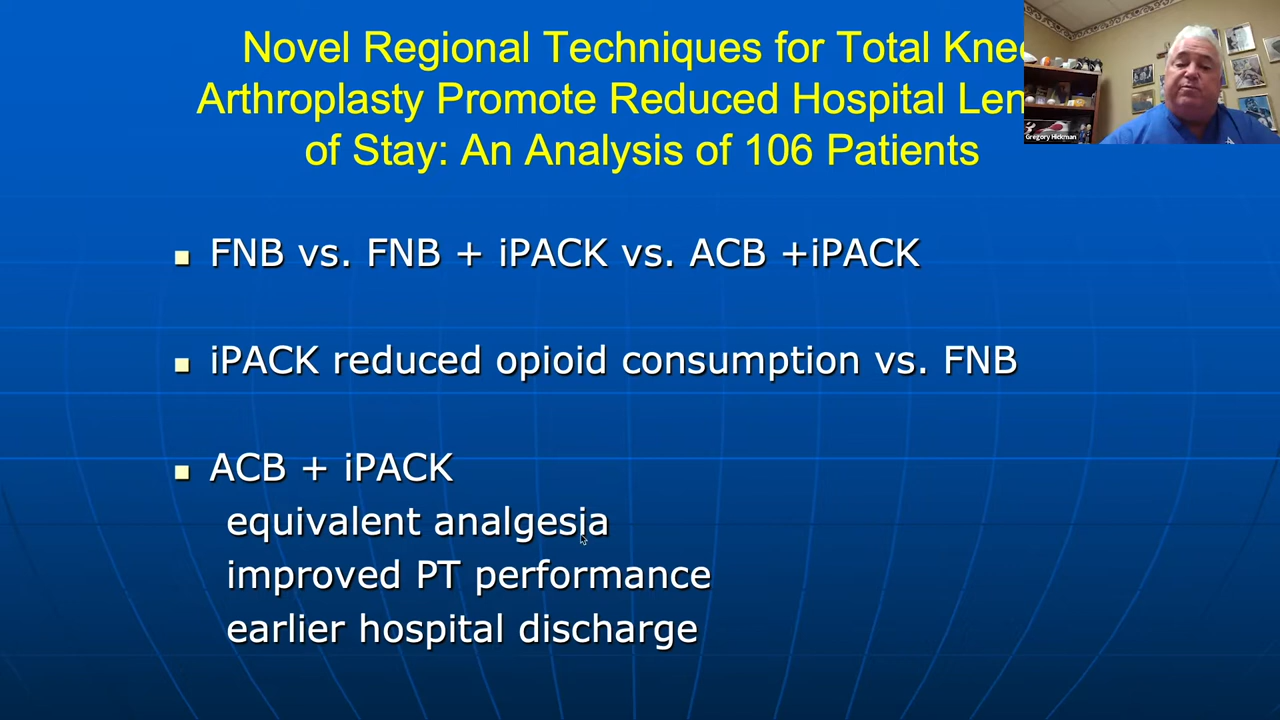 Novel Regional Techniques for Total Knee
Arthroplasty Promote Reduced Hospital Len
of Stay: An Analysis of 106 Patients
Gregory Hickman
FNB vs. FNB + iPACK vs. ACB +iPACK
iPACK reduced opioid consumption vs. FNB
ACB + iPACK
equivalent analgesia
improved PT performance
earlier hospital discharge